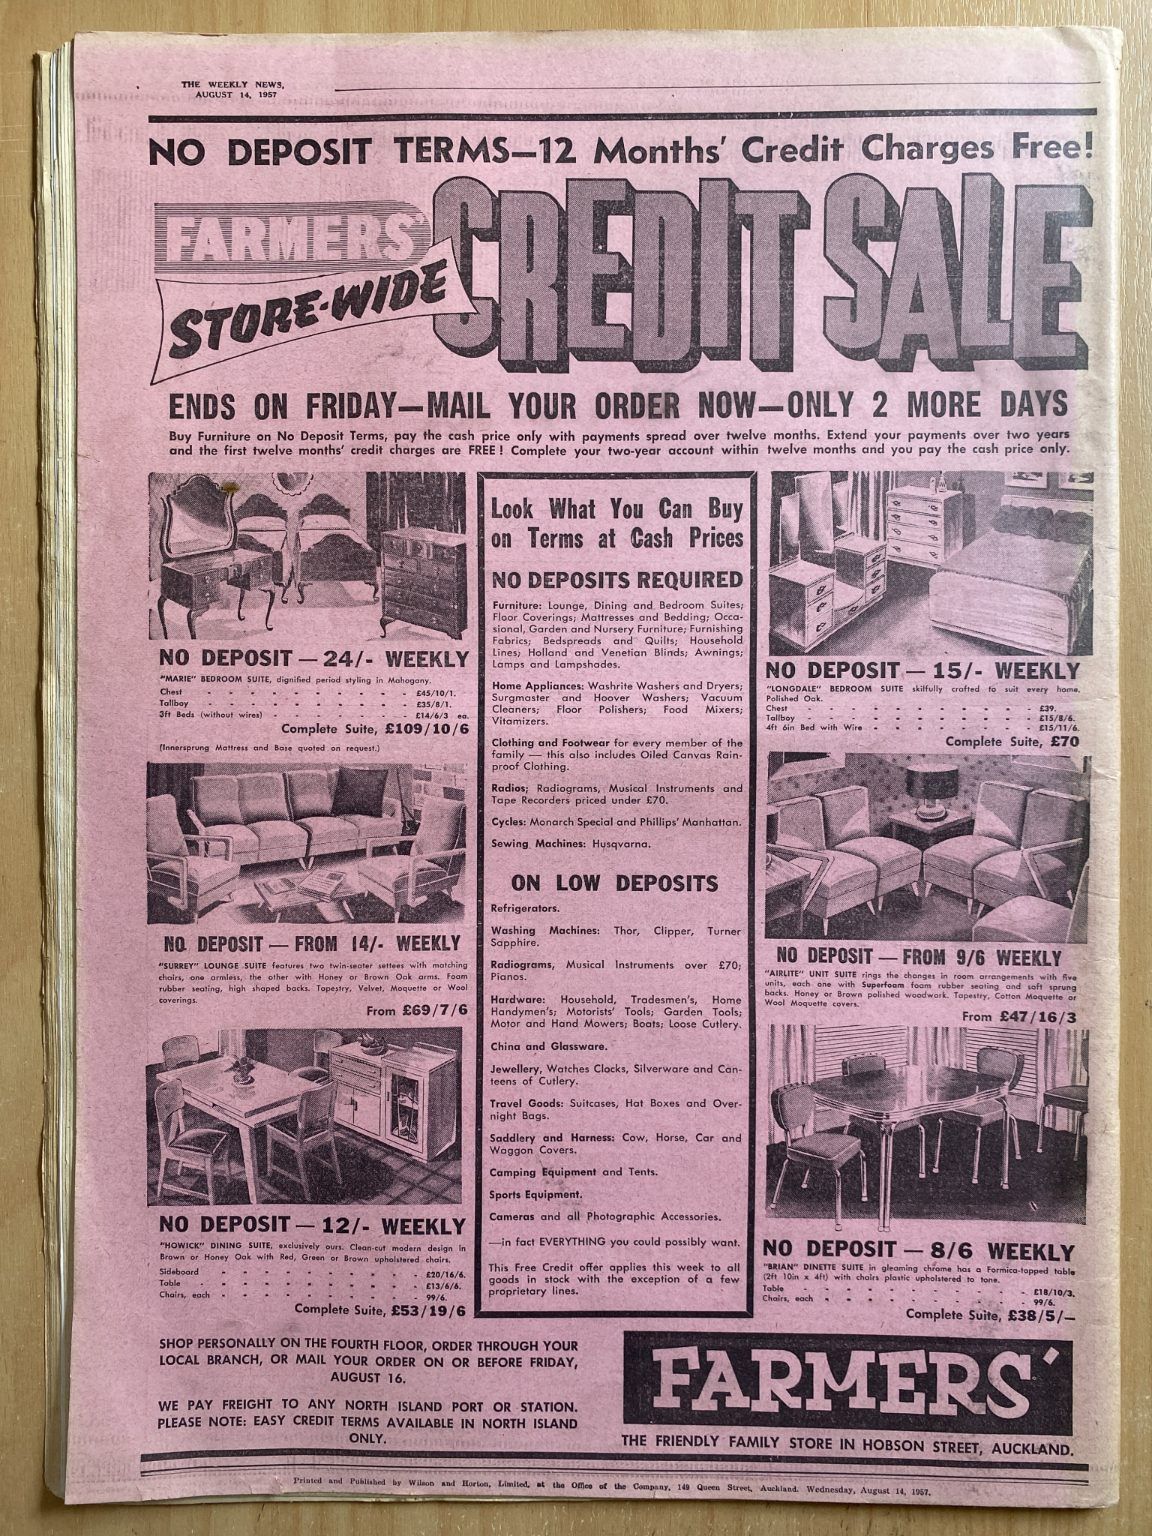 THE WEEKLY NEWS,
AUGUST 14, 1957
NO DEPOSIT TERMS—12 Months' Credit Charges Free!
FARMERS'
STORE-WIDE
CREDIT SALE
ENDS ON FRIDAY—MAIL YOUR ORDER NOW—ONLY 2 MORE DAYS
Buy Furniture on No Deposit Terms, pay the cash price only with payments spread over twelve months. Extend your payments over two years
and the first twelve months' credit charges are FREE! Complete your two-year account within twelve months and you pay the cash price only.
NO DEPOSIT — 24/- WEEKLY
"MARIE" BEDROOM SUITE, dignified period styling in Mahogany.
Chest - - - - - - - - - £45/10/1.
Tallboy - - - - - - - - - £35/8/1.
3ft Beds (without wires) - - - - - - £14/6/3 ea.
Complete Suite, £109/10/6
(Innersprung Mattress and Base quoted on request.)
NO DEPOSIT — FROM 14/- WEEKLY
"SURREY" LOUNGE SUITE features two twin-seater settees with matching
chairs, one armless, the other with Honey or Brown Oak arms. Foam
rubber seating, high shaped backs. Tapestry, Velvet, Moquette or Wool
coverings.
From £69/7/6
NO DEPOSIT — 12/- WEEKLY
"HOWICK" DINING SUITE, exclusively ours. Clean-cut modern design in
Brown or Honey Oak with Red, Green or Brown upholstered chairs.
Sideboard - - - - - - - - - £20/16/6.
Table - - - - - - - - - £13/6/6.
Chairs, each - - - - - - - - - 99/6.
Complete Suite, £53/19/6
Look What You Can Buy
on Terms at Cash Prices
NO DEPOSITS REQUIRED
Furniture: Lounge, Dining and Bedroom Suites;
Floor Coverings; Mattresses and Bedding; Occa-
sional, Garden and Nursery Furniture; Furnishing
Fabrics; Bedspreads and Quilts; Household
Lines; Holland and Venetian Blinds; Awnings;
Lamps and Lampshades.
Home Appliances: Washrite Washers and Dryers;
Surgmaster and Hoover Washers; Vacuum
Cleaners; Floor Polishers; Food Mixers;
Vitamizers.
Clothing and Footwear for every member of the
family — this also includes Oiled Canvas Rain-
proof Clothing.
Radios; Radiograms, Musical Instruments and
Tape Recorders priced under £70.
Cycles: Monarch Special and Phillips' Manhattan.
Sewing Machines: Husqvarna.
ON LOW DEPOSITS
Refrigerators.
Washing Machines: Thor, Clipper, Turner
Sapphire.
Radiograms, Musical Instruments over £70;
Pianos.
Hardware: Household, Tradesmen's, Home
Handymen's; Motorists' Tools; Garden Tools;
Motor and Hand Mowers; Boats; Loose Cutlery.
China and Glassware.
Jewellery, Watches Clocks, Silverware and Can-
teens of Cutlery.
Travel Goods: Suitcases, Hat Boxes and Over-
night Bags.
Saddlery and Harness: Cow, Horse, Car and
Waggon Covers.
Camping Equipment and Tents.
Sports Equipment.
Cameras and all Photographic Accessories.
—in fact EVERYTHING you could possibly want.
This Free Credit offer applies this week to all
goods in stock with the exception of a few
proprietary lines.
NO DEPOSIT — 15/- WEEKLY
"LONGDALE" BEDROOM SUITE skilfully crafted to suit every home.
Polished Oak.
Chest - - - - - - - - - £39.
Tallboy - - - - - - - - - £15/8/6.
4ft 6in Bed with Wire - - - - - - £15/11/6.
Complete Suite, £70
NO DEPOSIT — FROM 9/6 WEEKLY
"AIRLITE" UNIT SUITE rings the changes in room arrangements with five
units, each one with Superfoam foam rubber seating and soft sprung
backs. Honey or Brown polished woodwork. Tapestry, Cotton Moquette or
Wool Moquette covers.
From £47/16/3
NO DEPOSIT — 8/6 WEEKLY
"BRIAN" DINETTE SUITE in gleaming chrome has a Formica-topped table
(2ft 10in x 4ft) with chairs plastic upholstered to tone.
Table - - - - - - - - - £18/10/3.
Chairs, each - - - - - - - - - 99/6.
Complete Suite, £38/5/—
SHOP PERSONALLY ON THE FOURTH FLOOR, ORDER THROUGH YOUR
LOCAL BRANCH, OR MAIL YOUR ORDER ON OR BEFORE FRIDAY,
AUGUST 16.
WE PAY FREIGHT TO ANY NORTH ISLAND PORT OR STATION.
PLEASE NOTE: EASY CREDIT TERMS AVAILABLE IN NORTH ISLAND
ONLY.
FARMERS'
THE FRIENDLY FAMILY STORE IN HOBSON STREET, AUCKLAND.
Printed and Published by Wilson and Horton, Limited, at the Office of the Company, 149 Queen Street, Auckland. Wednesday, August 14, 1957.